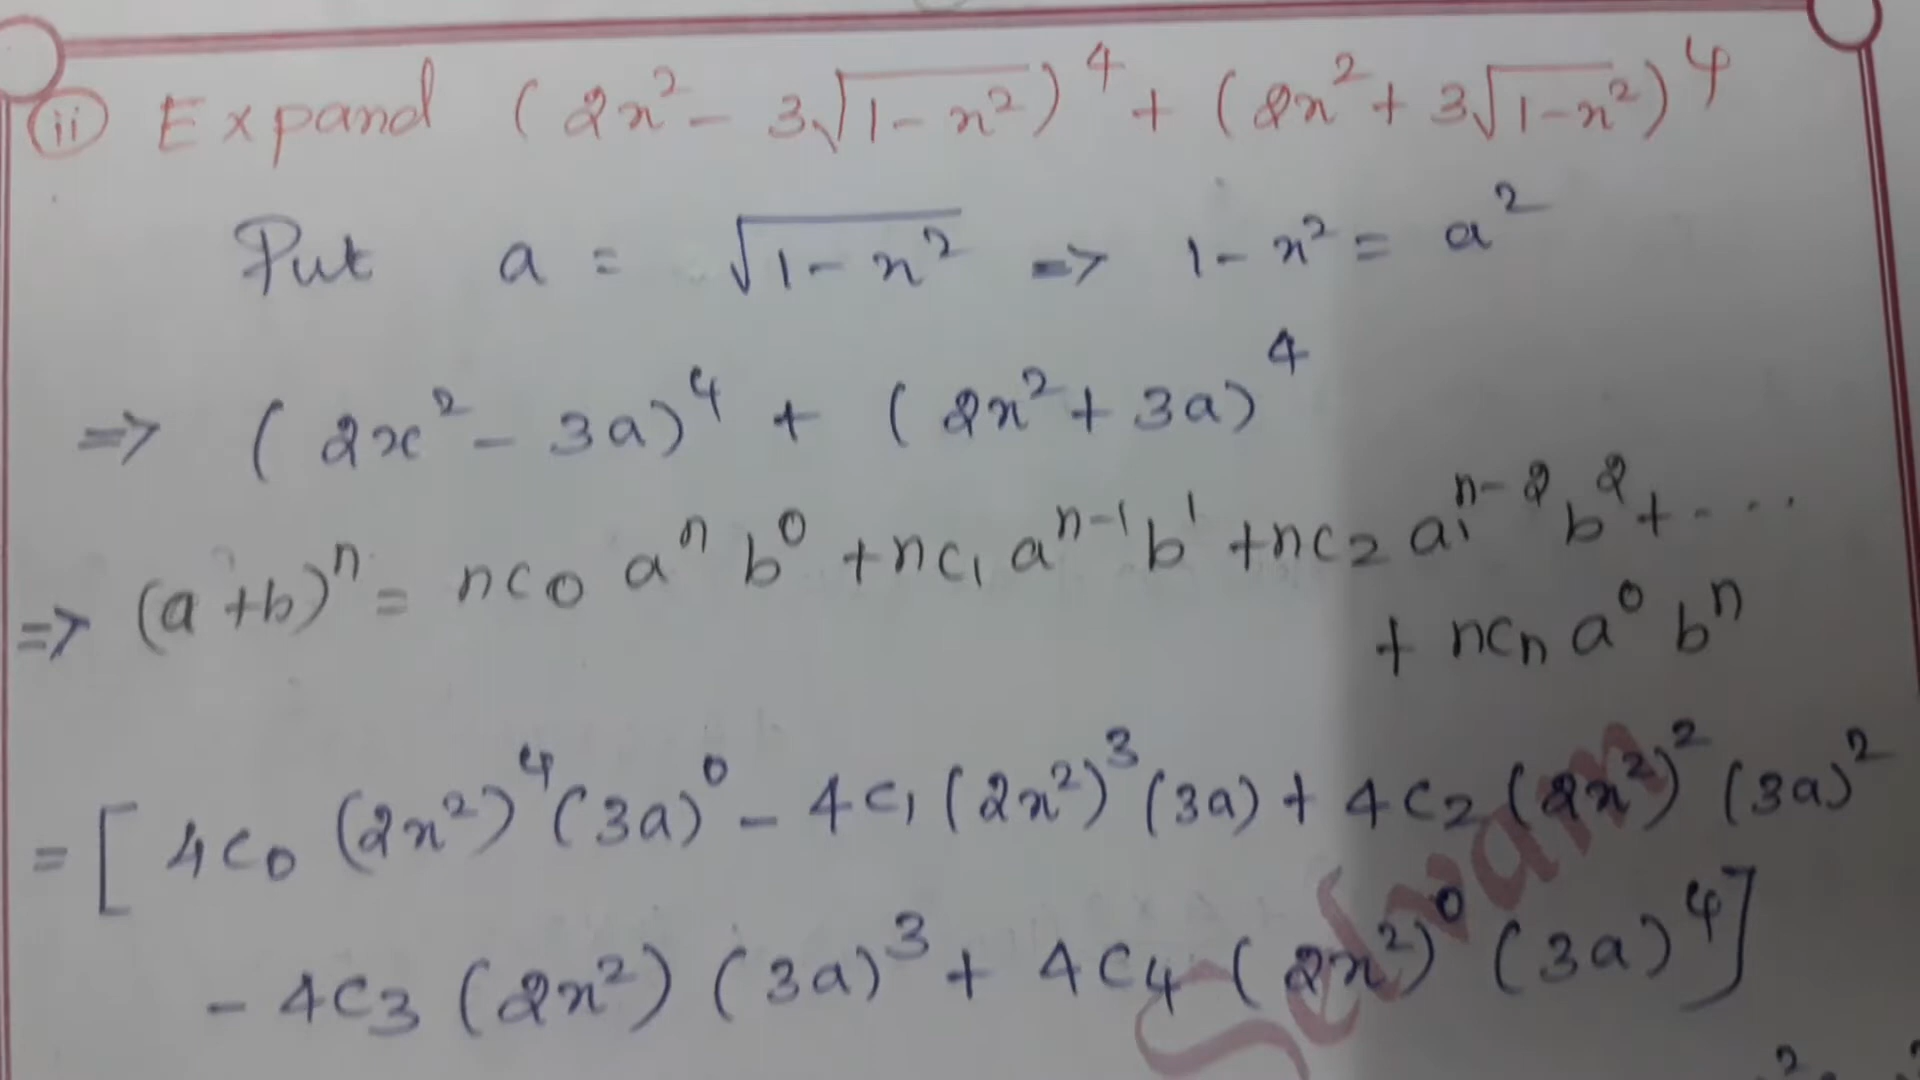 (ii) Expand (2x² - 3√(1-x²))⁴ + (2x² + 3√(1-x²))⁴
Put a = √(1-x²) => 1-x² = a²
=> (2x² - 3a)⁴ + (2x² + 3a)⁴
=> (a+b)ⁿ = nc₀ aⁿ b⁰ + nc₁ aⁿ⁻¹ b¹ + nc₂ aⁿ⁻² b² + ....
+ ncₙ a⁰ bⁿ
= [4c₀ (2x²)⁴ (3a)⁰ - 4c₁ (2x²)³ (3a) + 4c₂ (2x²)² (3a)²
- 4c₃ (2x²) (3a)³ + 4c₄ (2x²)⁰ (3a)⁴]
Selvam